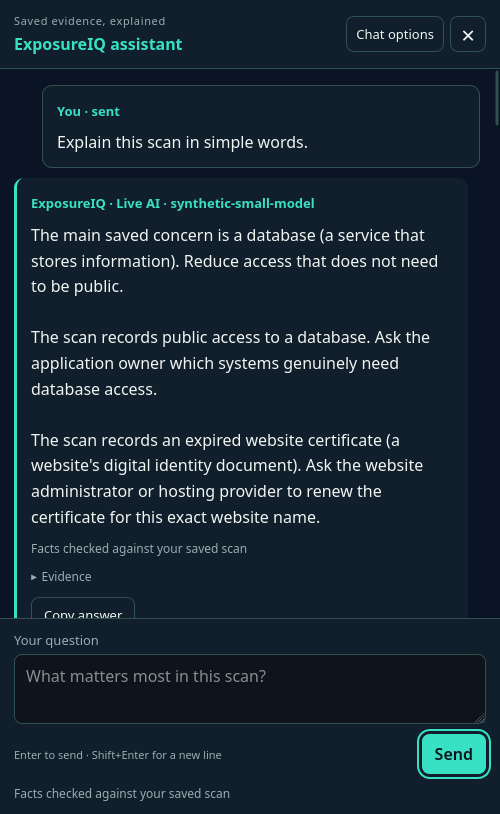 Saved evidence, explained
ExposureIQ assistant
Chat options
✕
You · sent
Explain this scan in simple words.
ExposureIQ · Live AI · synthetic-small-model
The main saved concern is a database (a service that
stores information). Reduce access that does not need
to be public.
The scan records public access to a database. Ask the
application owner which systems genuinely need
database access.
The scan records an expired website certificate (a
website's digital identity document). Ask the website
administrator or hosting provider to renew the
certificate for this exact website name.
Facts checked against your saved scan
▸ Evidence
Copy answer
Your question
What matters most in this scan?
Enter to send · Shift+Enter for a new line
Send
Facts checked against your saved scan